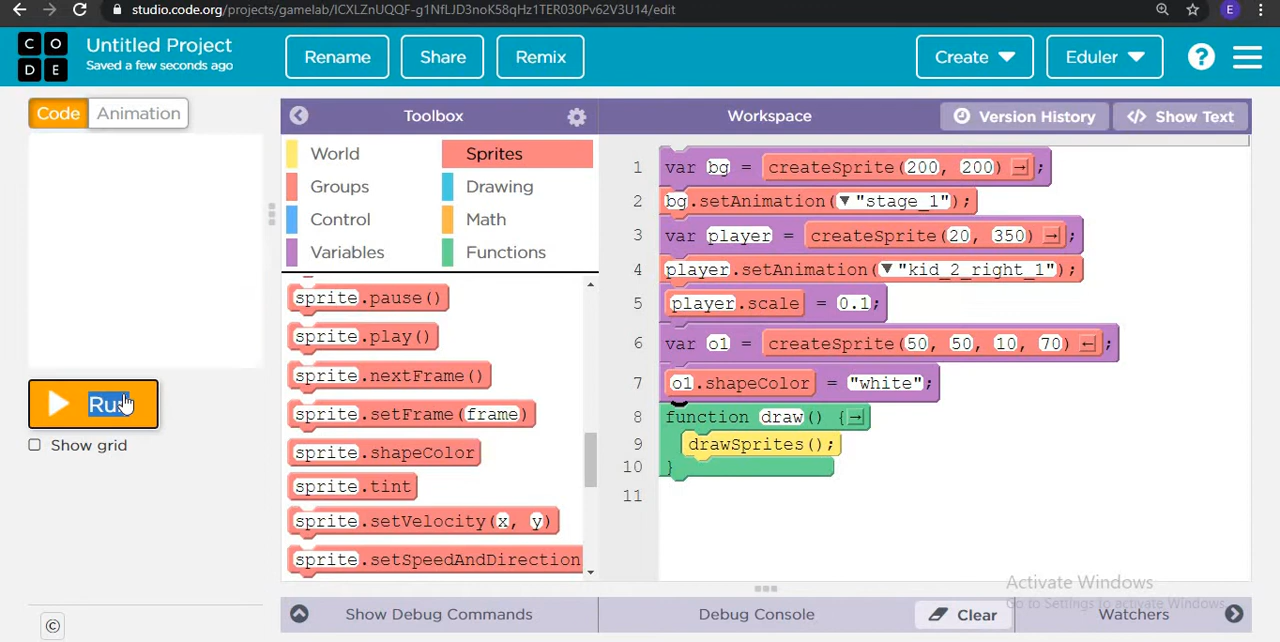 studio.code.org/projects/gamelab/ICXLZnUQQF-g1NfLJD3noK58qHz1TER030Pv62V3U14/edit
E
C O D E
Untitled Project
Saved a few seconds ago
Rename
Share
Remix
Create
Eduler
?
Code
Animation
Toolbox
Workspace
Version History
</> Show Text
World
Sprites
Groups
Drawing
Control
Math
Variables
Functions
sprite.pause()
sprite.play()
sprite.nextFrame()
sprite.setFrame(frame)
sprite.shapeColor
sprite.tint
sprite.setVelocity(x, y)
sprite.setSpeedAndDirection
1 var bg = createSprite(200, 200) → ;
2 bg.setAnimation(▼"stage_1");
3 var player = createSprite(20, 350) → ;
4 player.setAnimation(▼"kid_2_right_1");
5 player.scale = 0.1;
6 var o1 = createSprite(50, 50, 10, 70) ← ;
7 o1.shapeColor = "white";
8 function draw() { →
9 drawSprites();
10 }
11
Run
Show grid
Activate Windows
Go to Settings to activate Windows.
©
Show Debug Commands
Debug Console
Clear
Watchers